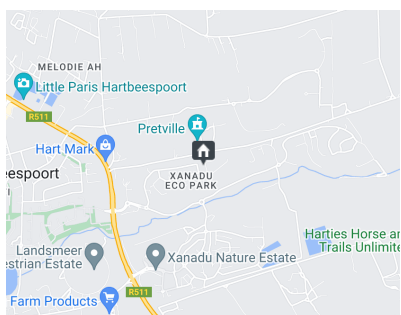 MELODIE AH
Little Paris Hartbeespoort
R511
Pretville
Hart Mark
eespoort
XANADU
ECO PARK
Harties Horse an
Trails Unlimite
Landsmeer
estrian Estate
Xanadu Nature Estate
R511
Farm Products